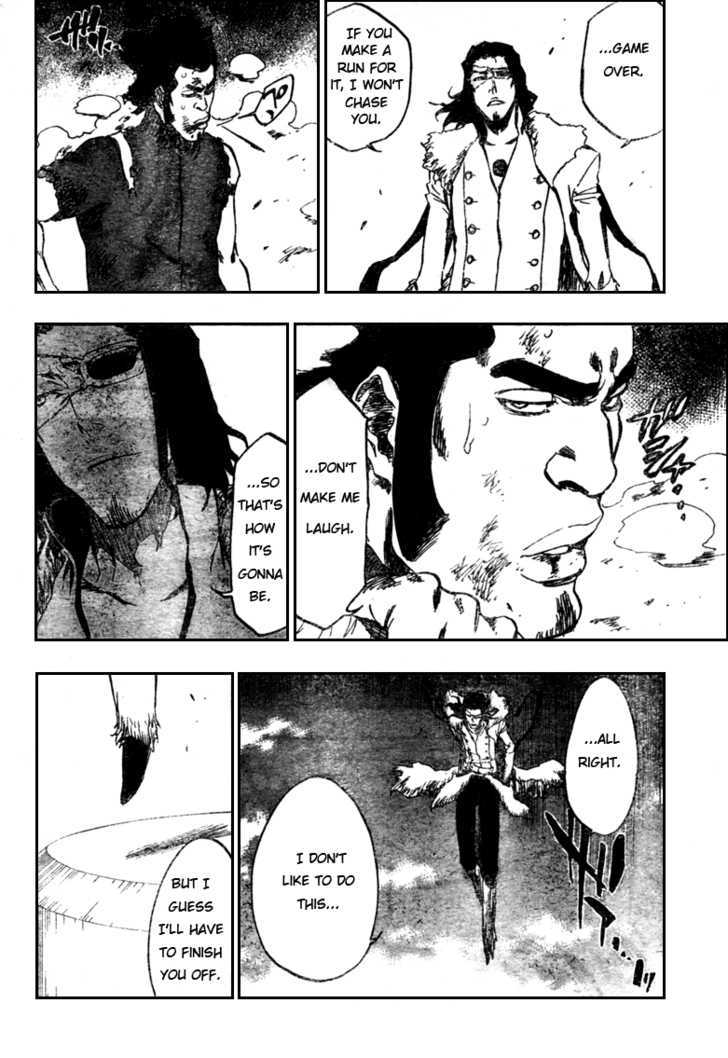 ...GAME
OVER.
IF YOU
MAKE A
RUN FOR
IT, I WON'T
CHASE
YOU.
...DON'T
MAKE ME
LAUGH.
...SO
THAT'S
HOW
IT'S
GONNA
BE.
...ALL
RIGHT.
I DON'T
LIKE TO DO
THIS...
BUT I
GUESS
I'LL HAVE
TO FINISH
YOU OFF.